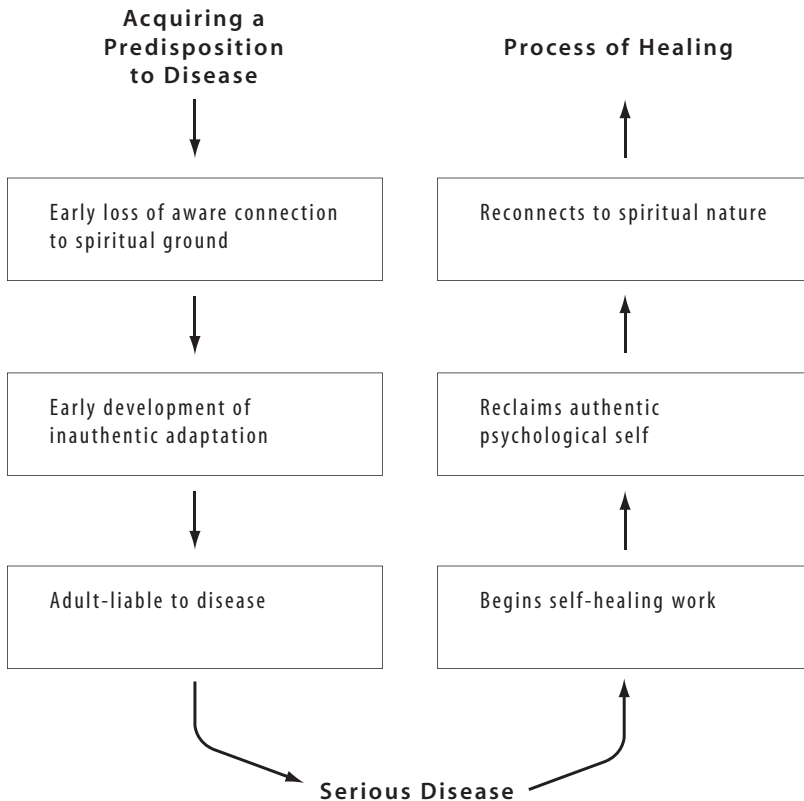 Acquiring a
Predisposition
to Disease
Early loss of aware connection
to spiritual ground
Early development of
inauthentic adaptation
Adult-liable to disease
Serious Disease
Begins self-healing work
Reclaims authentic
psychological self
Reconnects to spiritual nature
Process of Healing